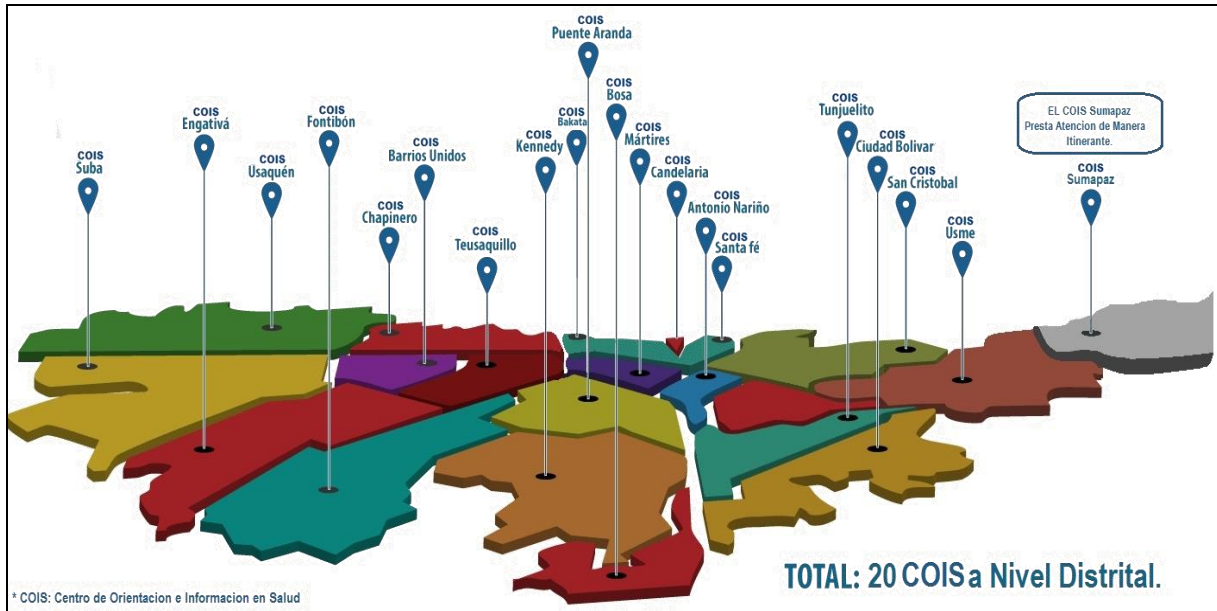 COIS
Puente Aranda
COIS
Bosa
COIS
Engativá
COIS
Fontibón
COIS
Barrios Unidos
COIS
Kennedy
COIS
Bakata
COIS
Mártires
COIS
Tunjuelito
COIS
Ciudad Bolivar
EL COIS Sumapaz
Presta Atencion de Manera
Itinerante.
COIS
Suba
COIS
Usaquén
COIS
Chapinero
COIS
Teusaquillo
COIS
Candelaria
COIS
Antonio Nariño
COIS
Santa fé
COIS
San Cristobal
COIS
Usme
COIS
Sumapaz
TOTAL: 20 COIS a Nivel Distrital.
* COIS: Centro de Orientacion e Informacion en Salud